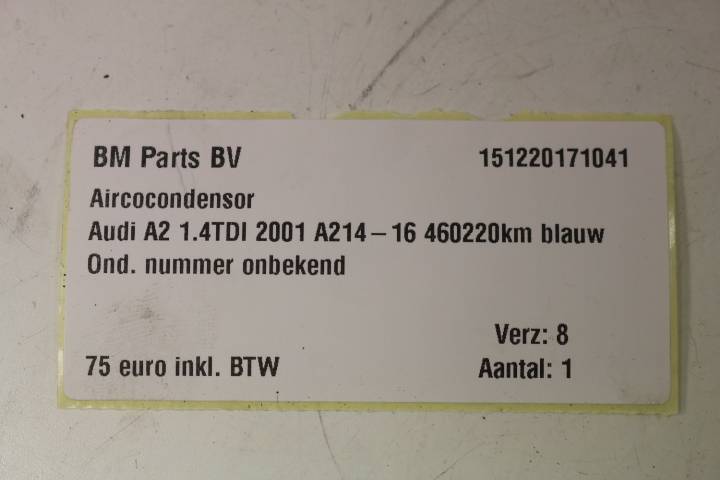 BM Parts BV 151220171041
Aircocondensor
Audi A2 1.4TDI 2001 A214-16 460220km blauw
Ond. nummer onbekend
Verz: 8
75 euro inkl. BTW Aantal: 1